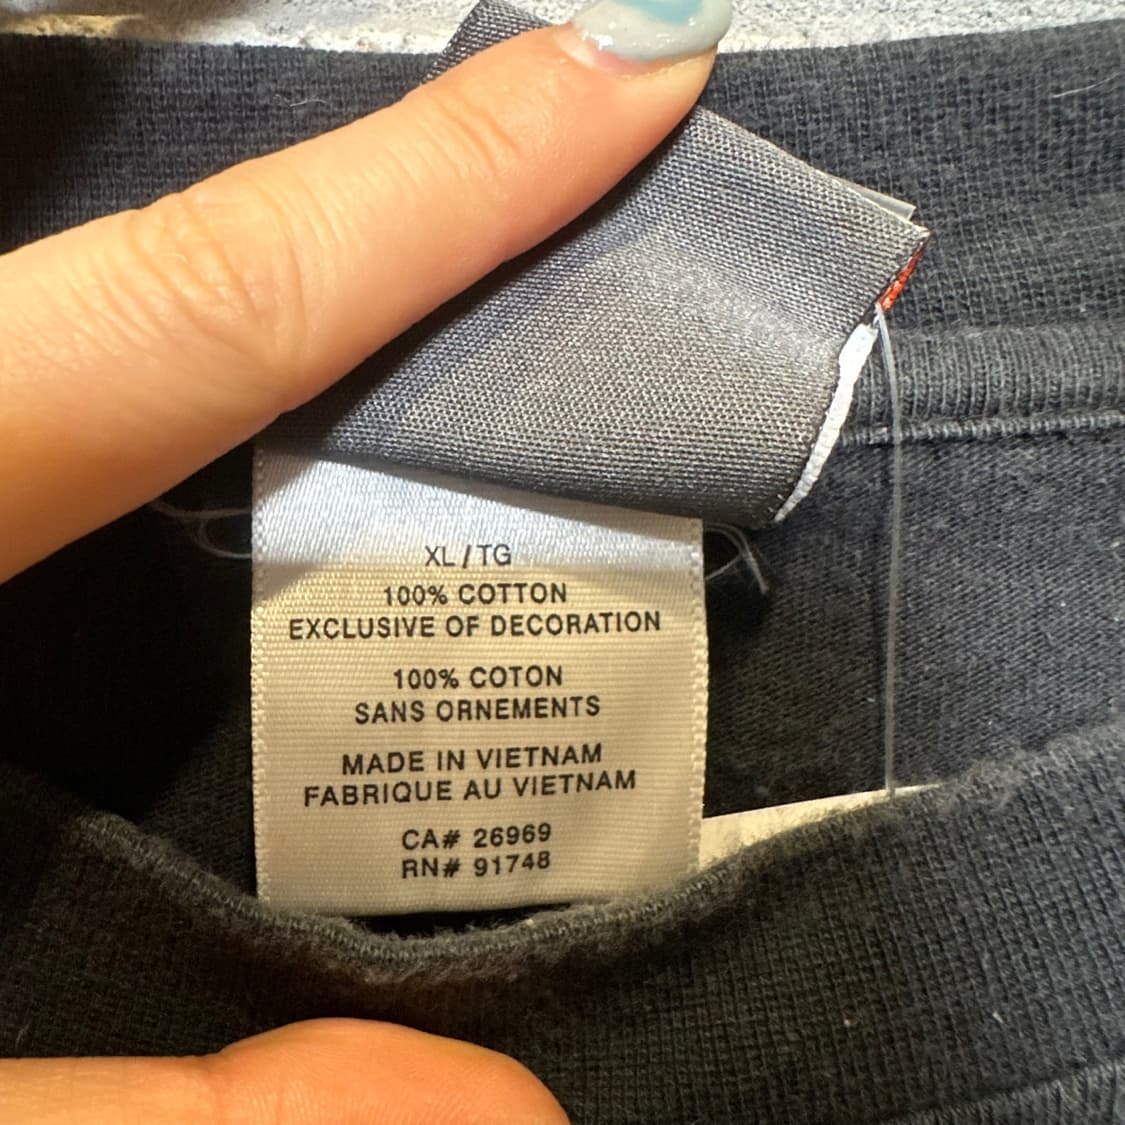 XL/TG
100% COTTON
EXCLUSIVE OF DECORATION
100% COTON
SANS ORNEMENTS
MADE IN VIETNAM
FABRIQUE AU VIETNAM
CA# 26969
RN# 91748